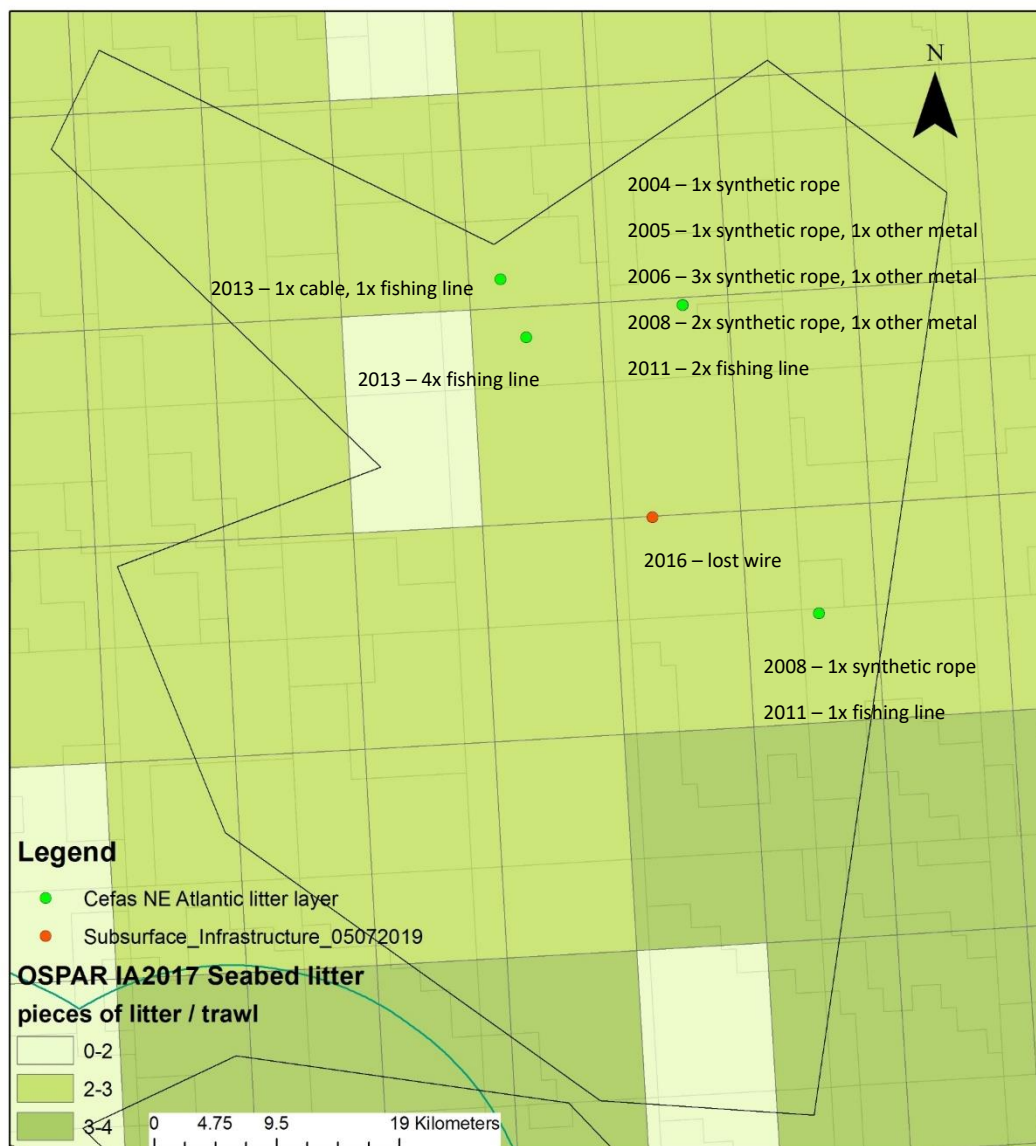 N
2004 – 1x synthetic rope
2005 – 1x synthetic rope, 1x other metal
2006 – 3x synthetic rope, 1x other metal
2008 – 2x synthetic rope, 1x other metal
2011 – 2x fishing line
2013 – 1x cable, 1x fishing line
2013 – 4x fishing line
2016 – lost wire
2008 – 1x synthetic rope
2011 – 1x fishing line
Legend
Cefas NE Atlantic litter layer
Subsurface_Infrastructure_05072019
OSPAR IA2017 Seabed litter
pieces of litter / trawl
0-2
2-3
3-4
0 4.75 9.5 19 Kilometers